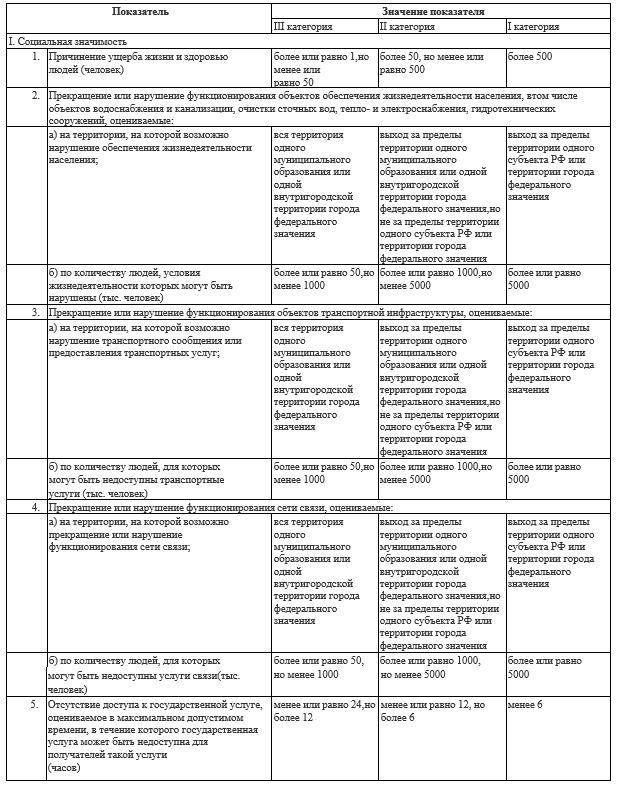 Показатель
Значение показателя
III категория
II категория
I категория
I. Социальная значимость
1.
Причинение ущерба жизни и здоровью
людей (человек)
более или равно 1,но
менее или
равно 50
более 50, но менее или
равно 500
более 500
2.
Прекращение или нарушение функционирования объектов обеспечения жизнедеятельности населения, втом числе
объектов водоснабжения и канализации, очистки сточных вод, тепло- и электроснабжения, гидротехнических
сооружений, оцениваемые:
а) на территории, на которой возможно
нарушение обеспечения жизнедеятельности
населения;
вся территория
одного
муниципального
образования или
одной
внутригородской
территории города
федерального
значения
выход за пределы
территории одного
муниципального
образования или одной
внутригородской
территории города
федерального значения,но
не за пределы территории
одного субъекта РФ или
территории города
федерального значения
выход за пределы
территории одного
субъекта РФ или
территории города
федерального
значения
б) по количеству людей, условия
жизнедеятельности которых могут быть
нарушены (тыс. человек)
более или равно 50,но
менее 1000
более или равно 1000,но
менее 5000
более или равно
5000
3.
Прекращение или нарушение функционирования объектов транспортной инфраструктуры, оцениваемые:
а) на территории, на которой возможно
нарушение транспортного сообщения или
предоставления транспортных услуг;
вся территория
одного
муниципального
образования или
одной
внутригородской
территории города
федерального
значения
выход за пределы
территории одного
муниципального
образования или одной
внутригородской
территории города
федерального значения,но
не за пределы территории
одного субъекта РФ или
территории города
федерального значения
выход за пределы
территории одного
субъекта РФ или
территории города
федерального
значения
б) по количеству людей, для которых
могут быть недоступны транспортные
услуги (тыс. человек)
более или равно 50,но
менее 1000
более или равно 1000,но
менее 5000
более или равно
5000
4.
Прекращение или нарушение функционирования сети связи, оцениваемые:
а) на территории, на которой возможно
прекращение или нарушение
функционирования сети связи;
вся территория
одного
муниципального
образования или
одной
внутригородской
территории города
федерального
значения
выход за пределы
территории одного
муниципального
образования или одной
внутригородской
территории города
федерального значения,но
не за пределы территории
одного субъекта РФ или
территории города
федерального значения
выход за пределы
территории одного
субъекта РФ или
территории города
федерального
значения
б) по количеству людей, для которых
могут быть недоступны услуги связи(тыс.
человек)
более или равно 50,
но менее 1000
более или равно 1000,
но менее 5000
более или равно
5000
5.
Отсутствие доступа к государственной услуге,
оцениваемое в максимальном допустимом
времени, в течение которого государственная
услуга может быть недоступна для
получателей такой услуги
(часов)
менее или равно 24,но
более 12
менее или равно 12, но
более 6
менее 6